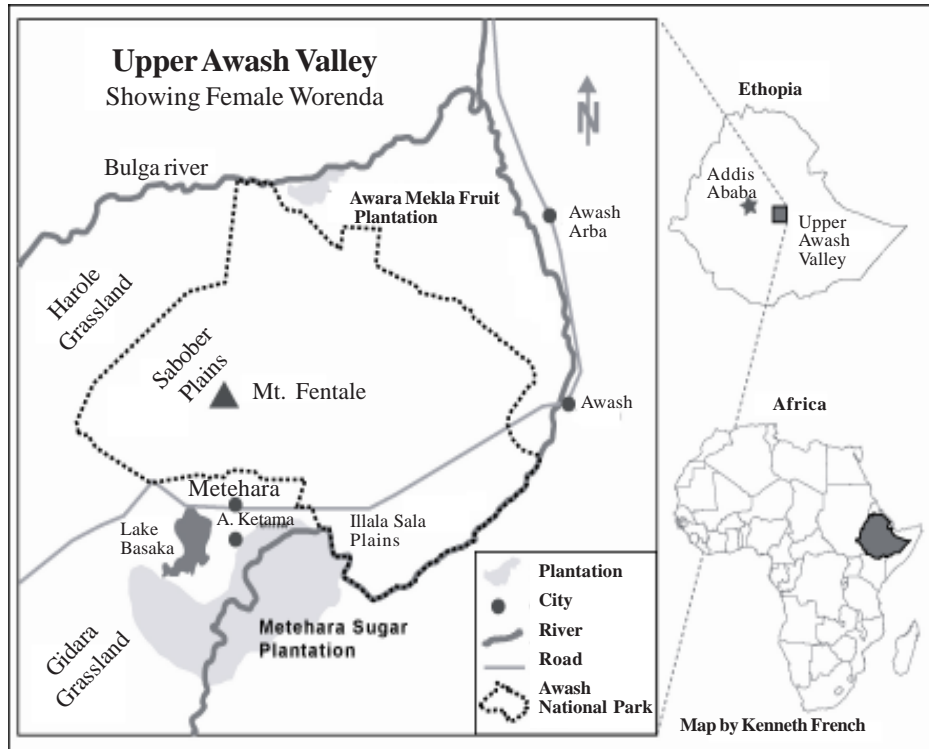 Upper Awash Valley
Showing Female Worenda
N
Bulga river
Awara Mekla Fruit
Plantation
Awash
Arba
Harole
Grassland
Sabober
Plains
Mt. Fentale
Awash
Metehara
A. Ketama
Lake
Basaka
Illala Sala
Plains
Metehara Sugar
Plantation
Gidara
Grassland
Plantation
City
River
Road
Awash
National Park
Ethiopia
Addis
Ababa
Upper
Awash
Valley
Africa
Map by Kenneth French